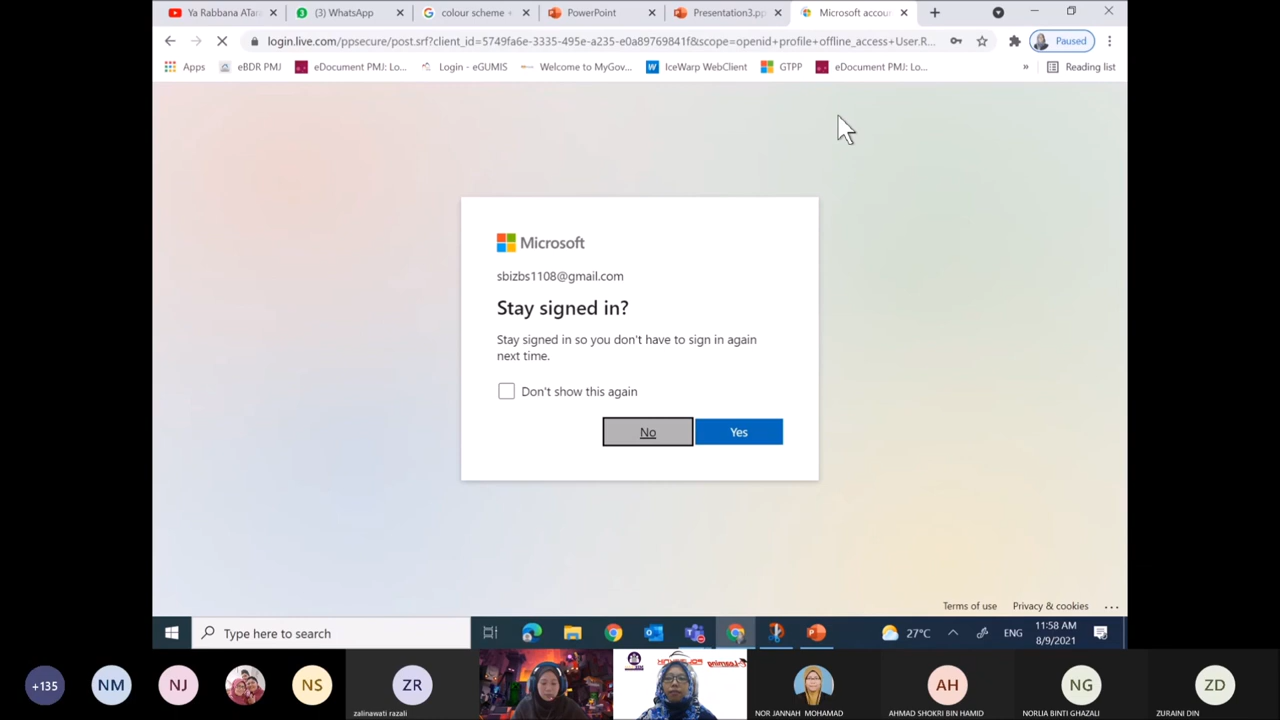 Ya Rabbana ATara
(3) WhatsApp
colour scheme +
PowerPoint
Presentation3.pp
Microsoft accou
login.live.com/ppsecure/post.srf?client_id=5749fa6e-3335-495e-a235-e0a89769841f&scope=openid+profile+offline_access+User.R...
Paused
Apps
eBDR PMJ
eDocument PMJ: Lo...
Login - eGUMIS
Welcome to MyGov...
IceWarp WebClient
GTPP
eDocument PMJ: Lo...
»
Reading list
Microsoft
sbizbs1108@gmail.com
Stay signed in?
Stay signed in so you don't have to sign in again
next time.
Don't show this again
No
Yes
Terms of use
Privacy & cookies
...
Type here to search
27°C
ENG
11:58 AM
8/9/2021
+135
NM
NJ
NS
ZR
zalinawati razali
NOR JANNAH MOHAMAD
AH
AHMAD SHOKRI BIN HAMID
NG
NORLIA BINTI GHAZALI
ZD
ZURAINI DIN